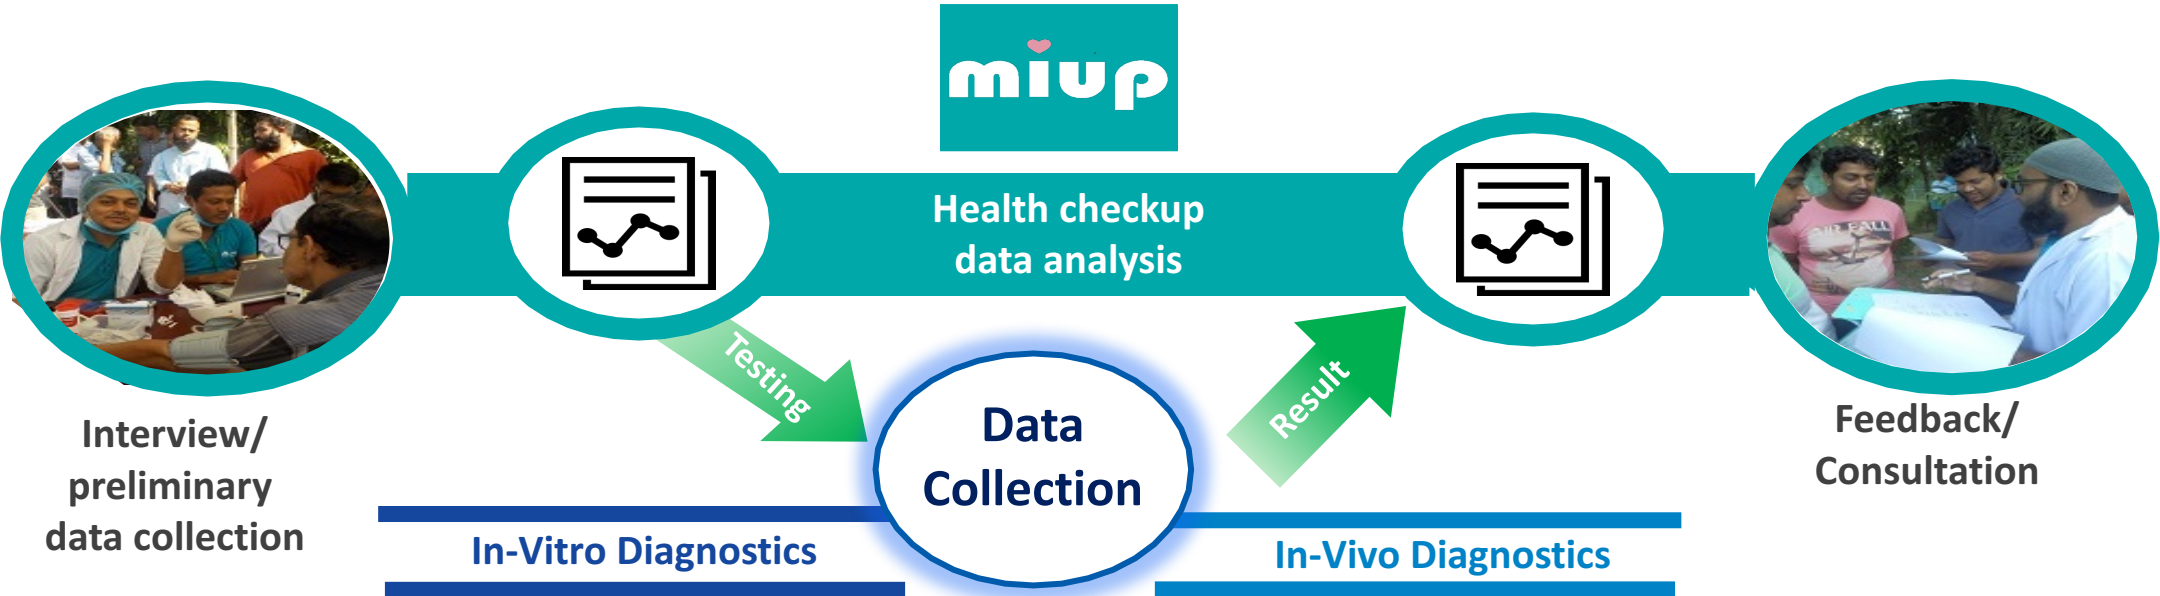 miup
Health checkup
data analysis
Testing
Result
Data
Collection
Interview/
preliminary
data collection
Feedback/
Consultation
In-Vitro Diagnostics
In-Vivo Diagnostics